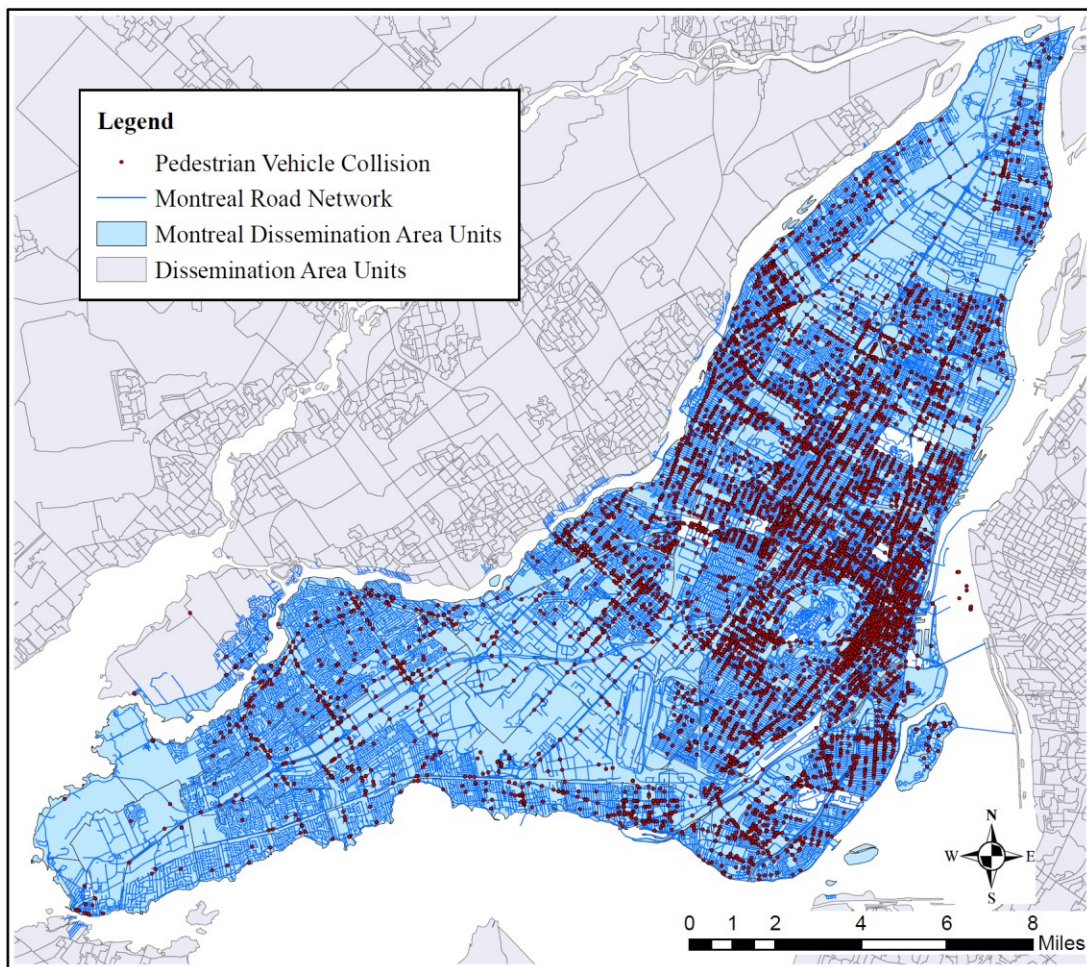 Legend
Pedestrian Vehicle Collision
Montreal Road Network
Montreal Dissemination Area Units
Dissemination Area Units
N
W E
S
0 1 2 4 6 8
Miles